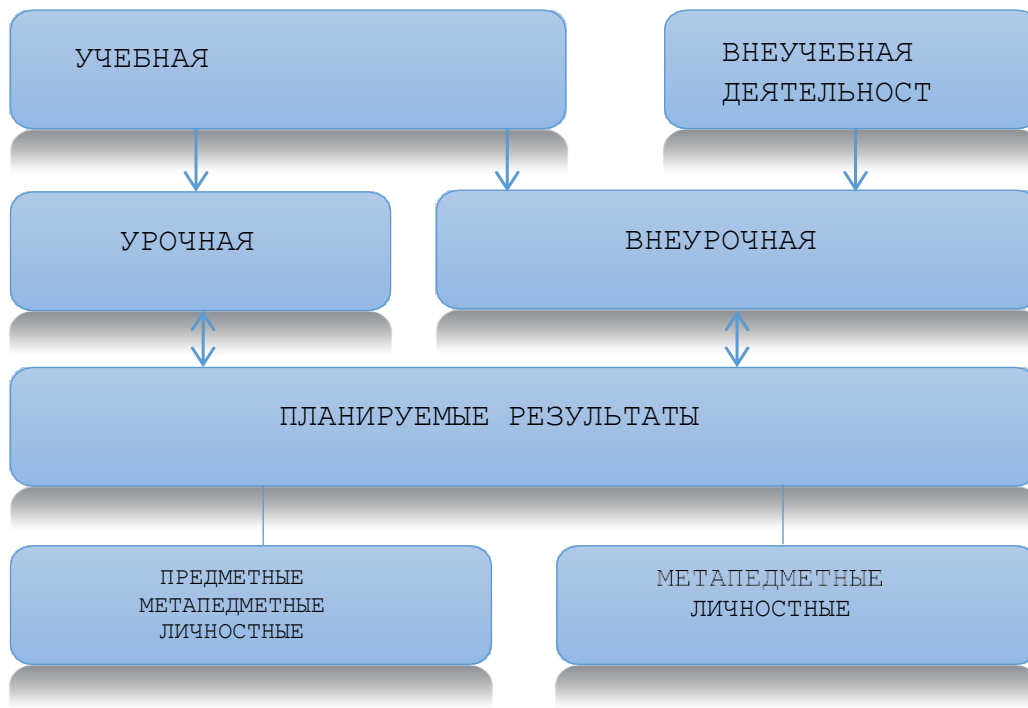 УЧЕБНАЯ
ВНЕУЧЕБНАЯ
ДЕЯТЕЛЬНОСТ
УРОЧНАЯ
ВНЕУРОЧНАЯ
ПЛАНИРУЕМЫЕ РЕЗУЛЬТАТЫ
ПРЕДМЕТНЫЕ
МЕТАПЕДМЕТНЫЕ
ЛИЧНОСТНЫЕ
МЕТАПЕДМЕТНЫЕ
ЛИЧНОСТНЫЕ